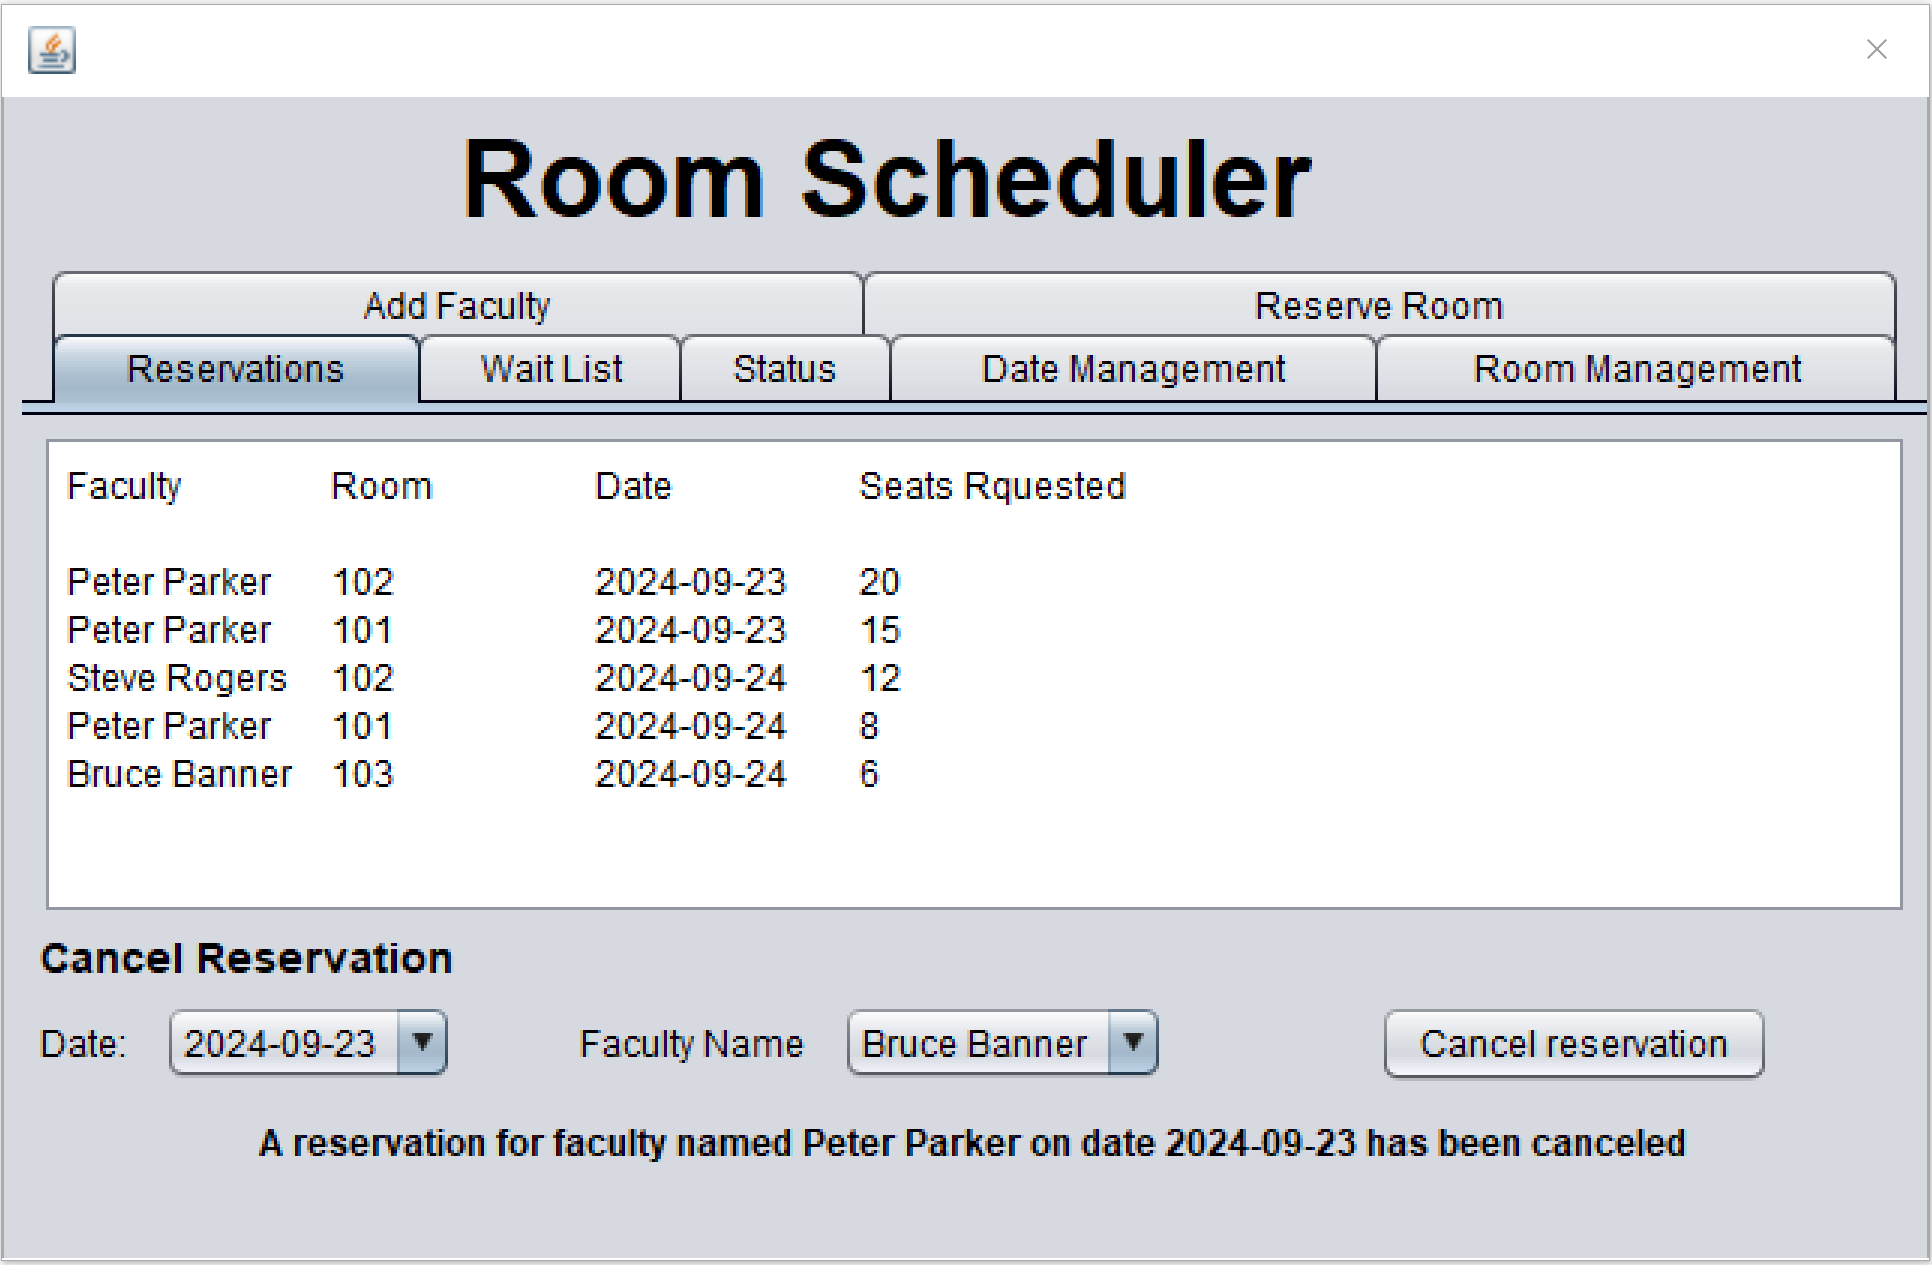 Room Scheduler
Add Faculty Reserve Room
Reservations Wait List Status Date Management Room Management
Faculty Room Date Seats Rquested
Peter Parker 102 2024-09-23 20
Peter Parker 101 2024-09-23 15
Steve Rogers 102 2024-09-24 12
Peter Parker 101 2024-09-24 8
Bruce Banner 103 2024-09-24 6
Cancel Reservation
Date: 2024-09-23 Faculty Name Bruce Banner Cancel reservation
A reservation for faculty named Peter Parker on date 2024-09-23 has been canceled